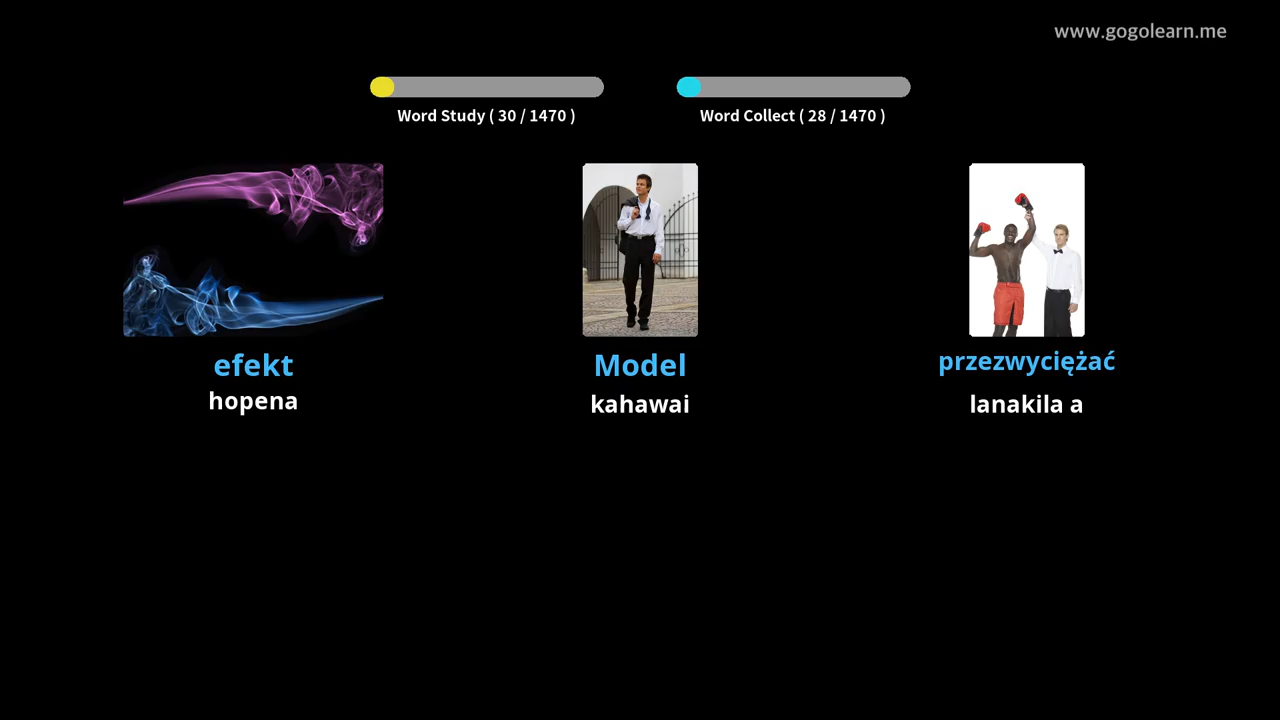 www.gogolearn.me
Word Study ( 30 / 1470 )
Word Collect ( 28 / 1470 )
efekt
hopena
Model
kahawai
przezwyciężać
lanakila a